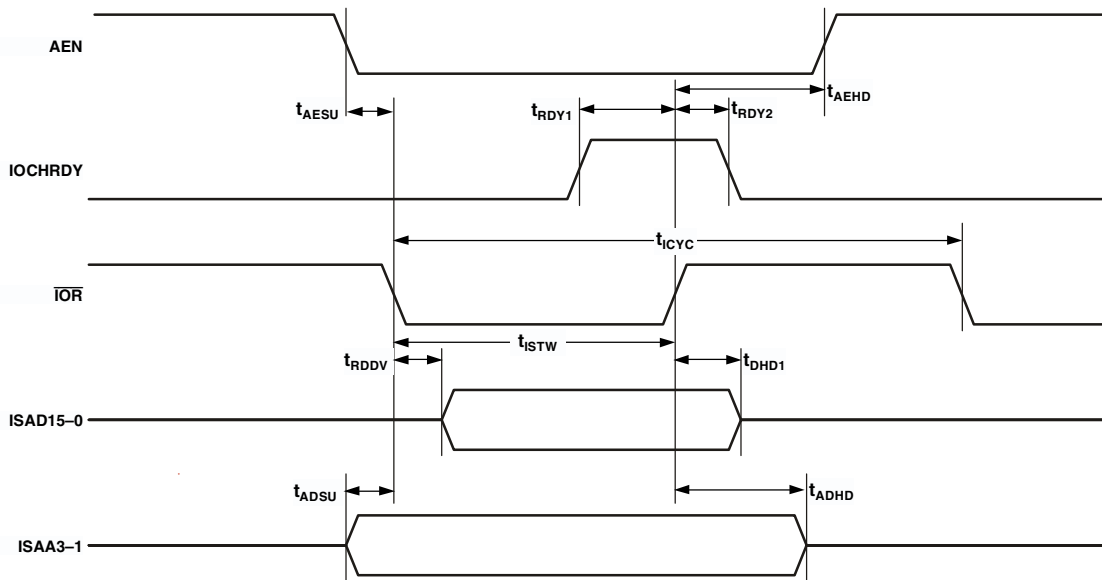 AEN
tAESU
tRDY1
tRDY2
tAEHD
IOCHRDY
tICYC
IOR
tISTW
tRDDV
tDHD1
ISAD15–0
tADSU
tADHD
ISAA3–1